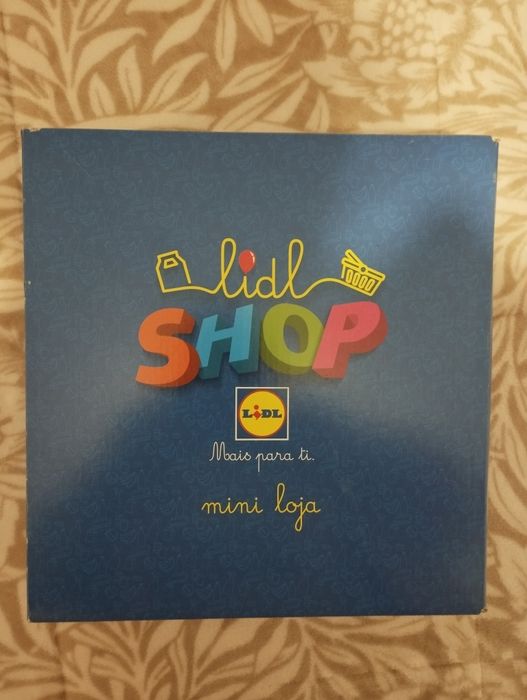 lidl
SHOP
LIDL
Mais para ti.
mini loja